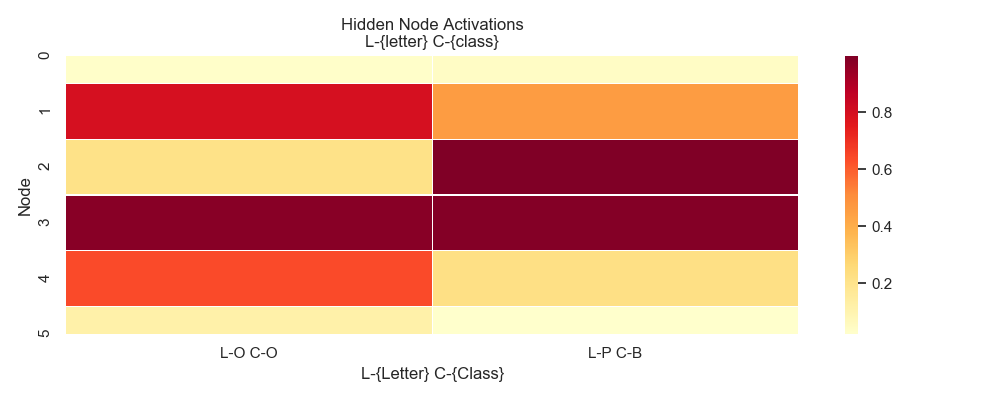 Hidden Node Activations
L-{letter} C-{class}
Node
0
1
2
3
4
5
L-O C-O
L-P C-B
L-{Letter} C-{Class}
0.8
0.6
0.4
0.2